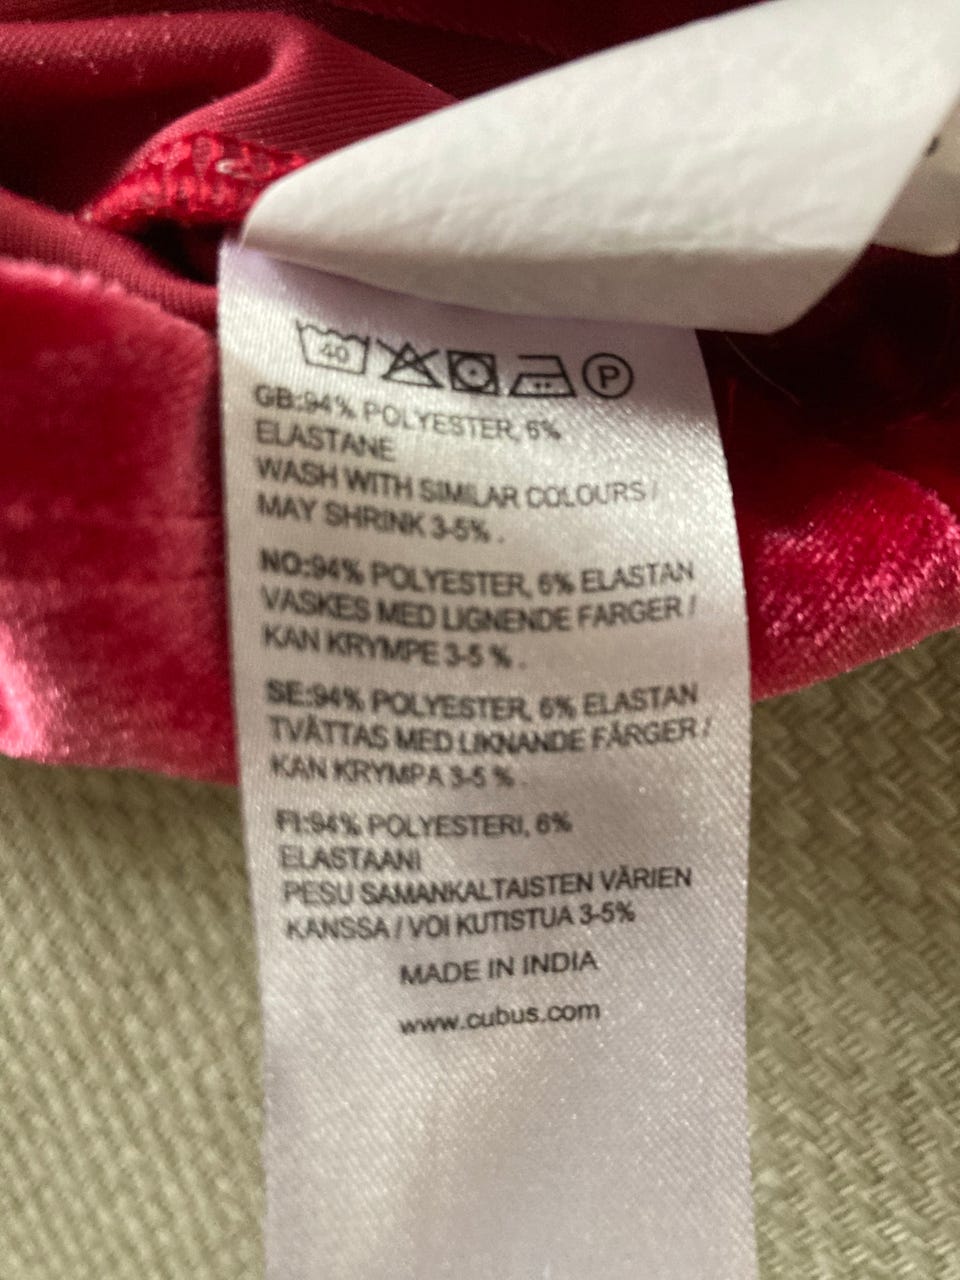 40 P
GB:94% POLYESTER, 6%
ELASTANE
WASH WITH SIMILAR COLOURS /
MAY SHRINK 3-5% .
NO:94% POLYESTER, 6% ELASTAN
VASKES MED LIGNENDE FARGER /
KAN KRYMPE 3-5 % .
SE:94% POLYESTER, 6% ELASTAN
TVÄTTAS MED LIKNANDE FÄRGER /
KAN KRYMPA 3-5 % .
FI:94% POLYESTERI, 6%
ELASTAANI
PESU SAMANKALTAISTEN VÄRIEN
KANSSA / VOI KUTISTUA 3-5%
MADE IN INDIA
www.cubus.com